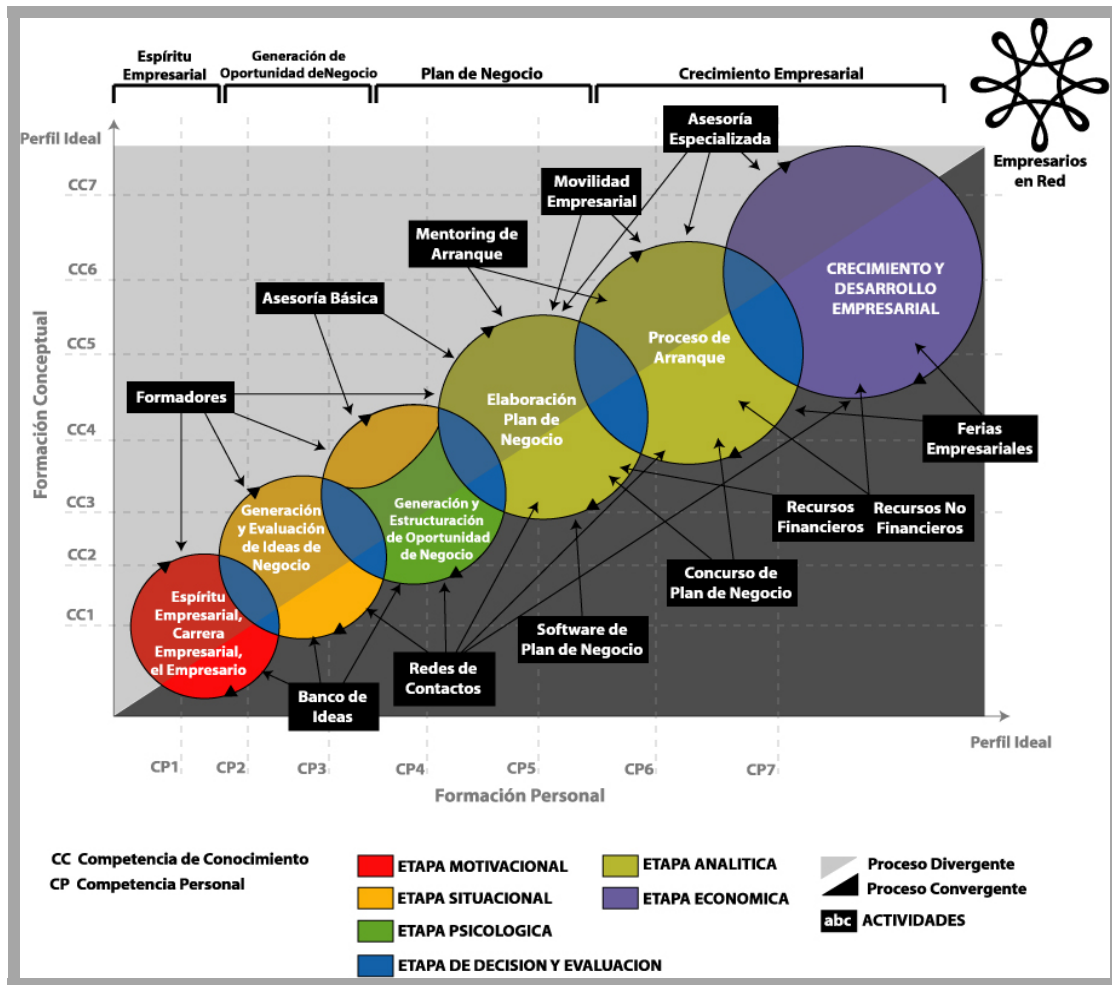 Espíritu
Empresarial
Generación de
Oportunidad deNegocio
Plan de Negocio
Crecimiento Empresarial
Empresarios
en Red
Perfil Ideal
Formación Conceptual
CC7
CC6
CC5
CC4
CC3
CC2
CC1
Asesoría
Especializada
Movilidad
Empresarial
Mentoring de
Arranque
Asesoría Básica
Formadores
CRECIMIENTO Y
DESARROLLO
EMPRESARIAL
Proceso de
Arranque
Elaboración
Plan de
Negocio
Generación y
Estructuración
de Oportunidad
de Negocio
Generación
y Evaluación
de Ideas de
Negocio
Espíritu
Empresarial,
Carrera
Empresarial,
el Empresario
Ferias
Empresariales
Recursos
Financieros
Recursos No
Financieros
Concurso de
Plan de Negocio
Software de
Plan de Negocio
Redes de
Contactos
Banco de
Ideas
Perfil Ideal
CP1
CP2
CP3
CP4
CP5
CP6
CP7
Formación Personal
CC Competencia de Conocimiento
CP Competencia Personal
ETAPA MOTIVACIONAL
ETAPA SITUACIONAL
ETAPA PSICOLOGICA
ETAPA DE DECISION Y EVALUACION
ETAPA ANALITICA
ETAPA ECONOMICA
Proceso Divergente
Proceso Convergente
abc ACTIVIDADES